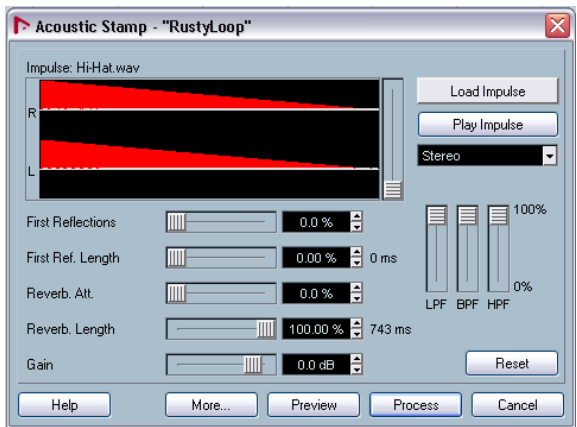 Acoustic Stamp - "RustyLoop"
Impulse: Hi-Hat.wav
R
L
Load Impulse
Play Impulse
Stereo
First Reflections 0.0 %
First Ref. Length 0.00 % 0 ms
Reverb. Att. 0.0 %
Reverb. Length 100.00 % 743 ms
Gain 0.0 dB
100%
0%
LPF BPF HPF
Reset
Help More... Preview Process Cancel